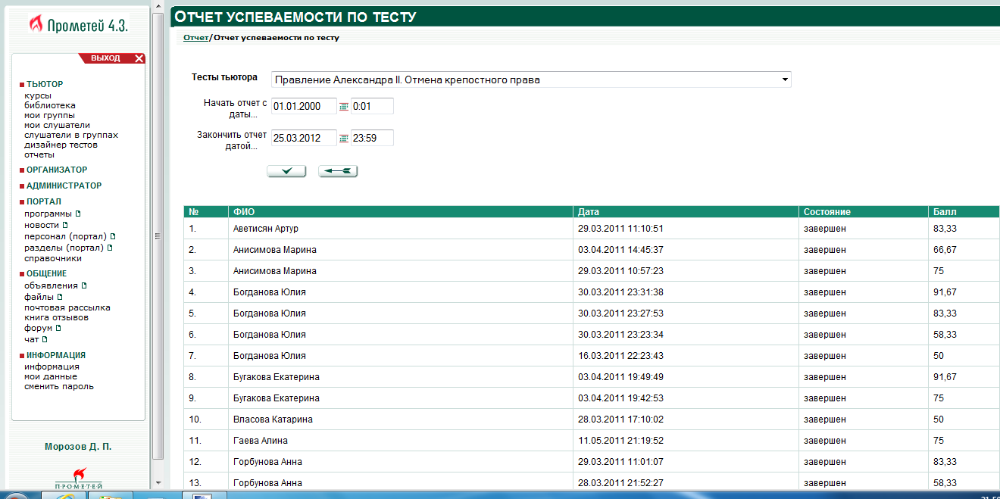 Прометей 4.3.
ВЫХОД
ТЬЮТОР
курсы
библиотека
мои группы
мои слушатели
слушатели в группах
дизайнер тестов
отчеты
ОРГАНИЗАТОР
АДМИНИСТРАТОР
ПОРТАЛ
программы
новости
персонал (портал)
разделы (портал)
справочники
ОБЩЕНИЕ
объявления
файлы
почтовая рассылка
книга отзывов
форум
чат
ИНФОРМАЦИЯ
информация
мои данные
сменить пароль
Морозов Д. П.
ПРОМЕТЕЙ
ОТЧЕТ УСПЕВАЕМОСТИ ПО ТЕСТУ
Отчет/Отчет успеваемости по тесту
Тесты тьютора Правление Александра II. Отмена крепостного права
Начать отчет с даты... 01.01.2000 0:01
Закончить отчет датой... 25.03.2012 23:59
№ ФИО Дата Состояние Балл
1. Аветисян Артур 29.03.2011 11:10:51 завершен 83,33
2. Анисимова Марина 03.04.2011 14:45:37 завершен 66,67
3. Анисимова Марина 29.03.2011 10:57:23 завершен 75
4. Богданова Юлия 30.03.2011 23:31:38 завершен 91,67
5. Богданова Юлия 30.03.2011 23:27:53 завершен 83,33
6. Богданова Юлия 30.03.2011 23:23:34 завершен 58,33
7. Богданова Юлия 16.03.2011 22:23:43 завершен 50
8. Бугакова Екатерина 03.04.2011 19:49:49 завершен 91,67
9. Бугакова Екатерина 03.04.2011 19:42:53 завершен 75
10. Власова Катарина 28.03.2011 17:10:02 завершен 50
11. Гаева Алина 11.05.2011 21:19:52 завершен 75
12. Горбунова Анна 29.03.2011 11:01:07 завершен 83,33
13. Горбунова Анна 28.03.2011 21:52:27 завершен 58,33